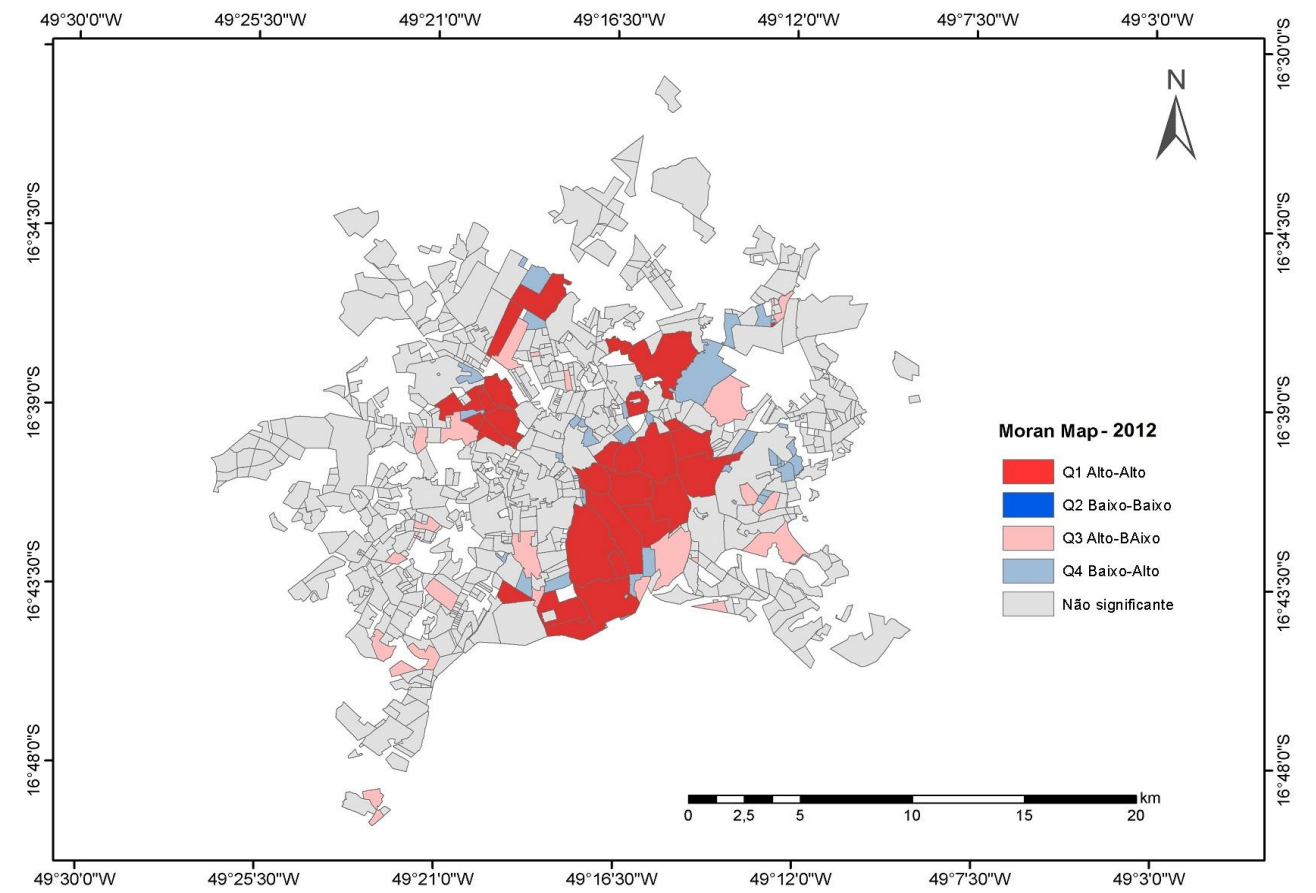 49°30'0"W 49°25'30"W 49°21'0"W 49°16'30"W 49°12'0"W 49°7'30"W 49°3'0"W
16°30'0"S
N
16°34'30"S 16°34'30"S
16°39'0"S 16°39'0"S
Moran Map - 2012
Q1 Alto-Alto
Q2 Baixo-Baixo
Q3 Alto-BAixo
Q4 Baixo-Alto
Não significante
16°43'30"S 16°43'30"S
16°48'0"S 16°48'0"S
km
0 2,5 5 10 15 20
49°30'0"W 49°25'30"W 49°21'0"W 49°16'30"W 49°12'0"W 49°7'30"W 49°3'0"W